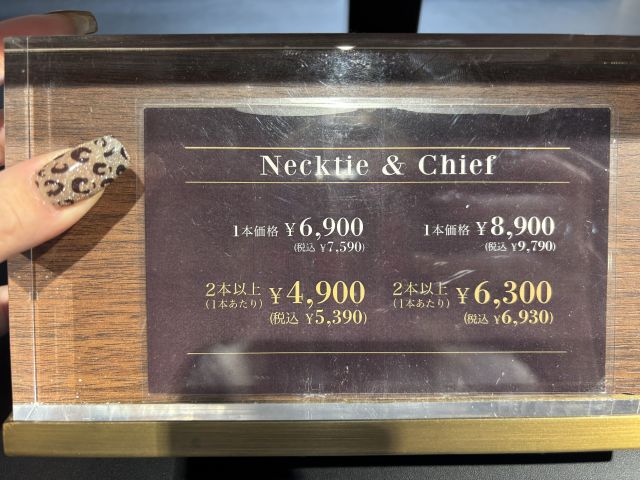 Necktie & Chief
1本価格 ¥6,900
(税込 ¥7,590)
1本価格 ¥8,900
(税込 ¥9,790)
2本以上
(1本あたり) ¥4,900
(税込 ¥5,390)
2本以上
(1本あたり) ¥6,300
(税込 ¥6,930)